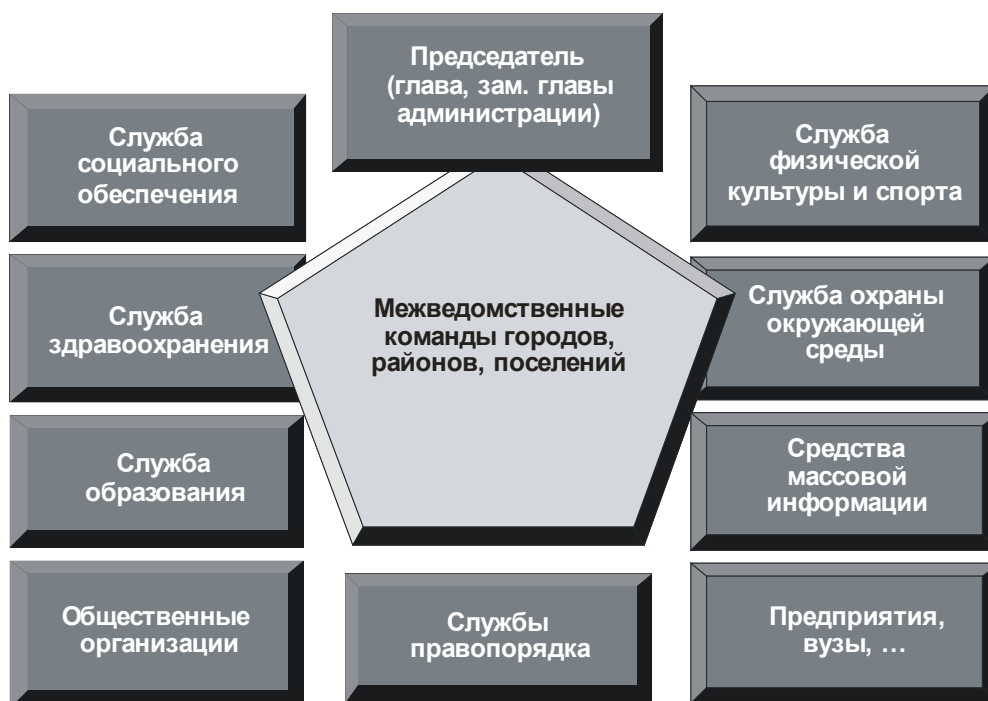 Председатель
(глава, зам. главы
администрации)
Служба
социального
обеспечения
Служба
физической
культуры и спорта
Межведомственные
команды городов,
районов, поселений
Служба
здравоохранения
Служба охраны
окружающей
среды
Служба
образования
Средства
массовой
информации
Общественные
организации
Службы
правопорядка
Предприятия,
вузы, …